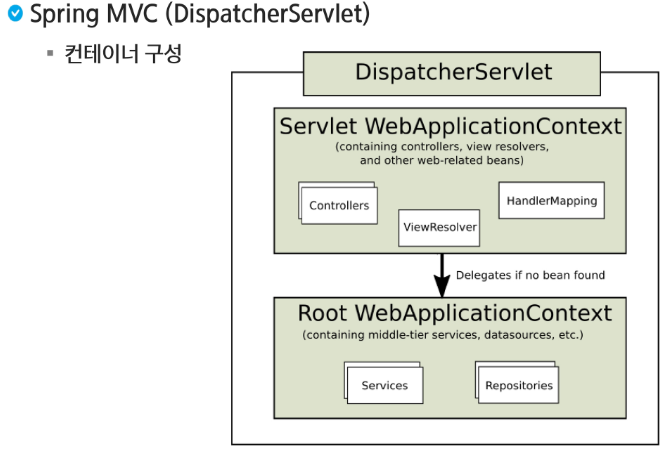 Spring MVC (DispatcherServlet)
컨테이너 구성
DispatcherServlet
Servlet WebApplicationContext
(containing controllers, view resolvers,
and other web-related beans)
Controllers
ViewResolver
HandlerMapping
Delegates if no bean found
Root WebApplicationContext
(containing middle-tier services, datasources, etc.)
Services
Repositories